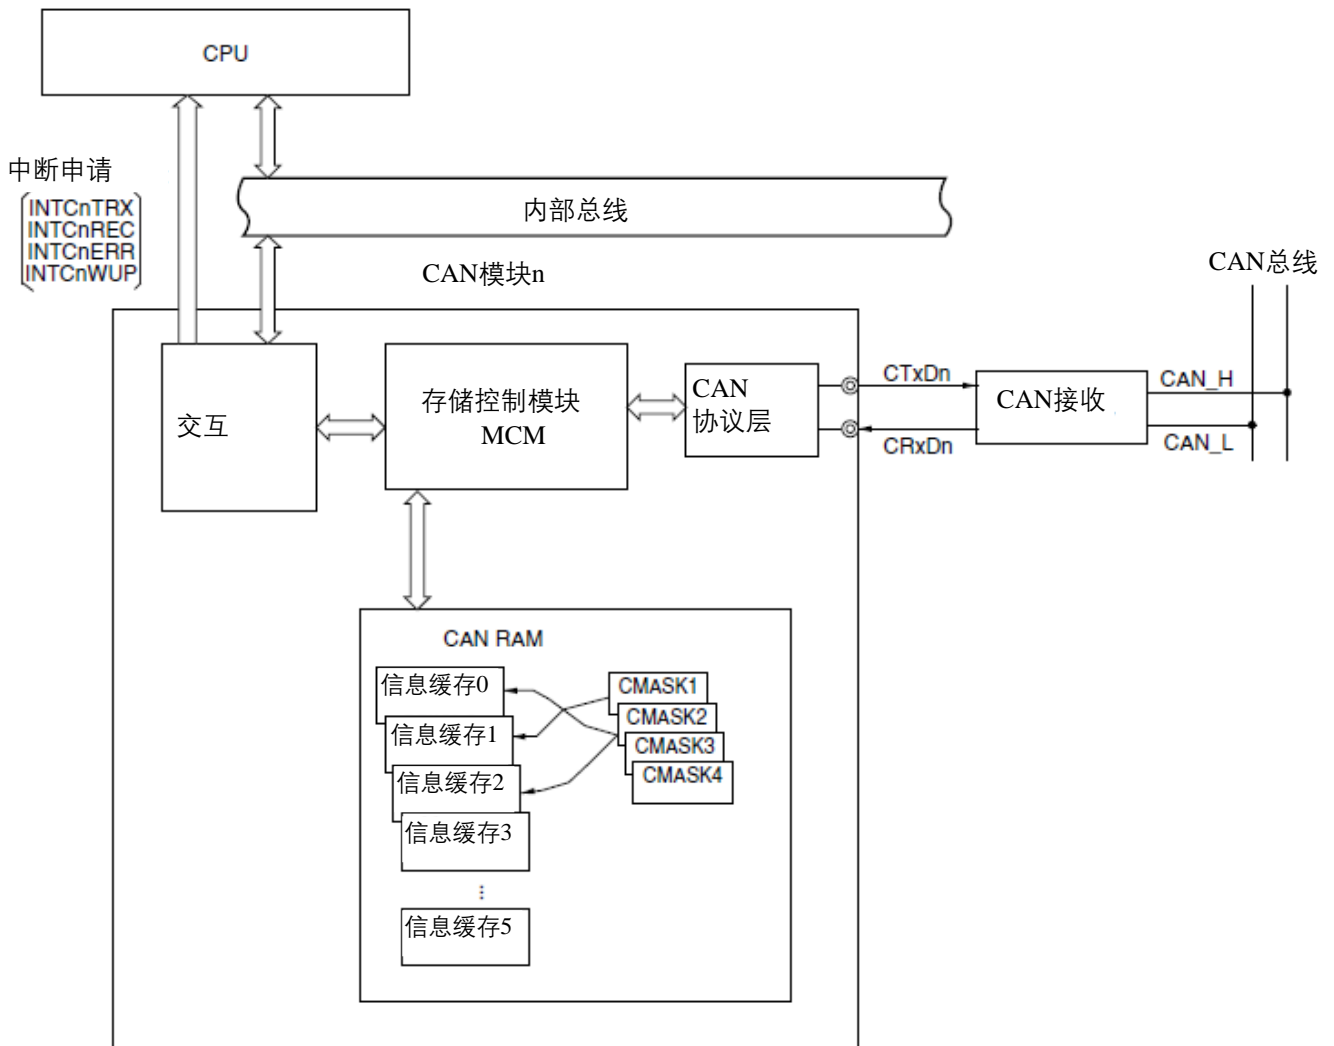 CPU
中断申请
INTCnTRX
INTCnREC
INTCnERR
INTCnWUP
内部总线
CAN模块n
CAN总线
交互
存储控制模块
MCM
CAN
协议层
CTxDn
CRxDn
CAN接收
CAN_H
CAN_L
CAN RAM
信息缓存0
信息缓存1
信息缓存2
信息缓存3
信息缓存5
CMASK1
CMASK2
CMASK3
CMASK4